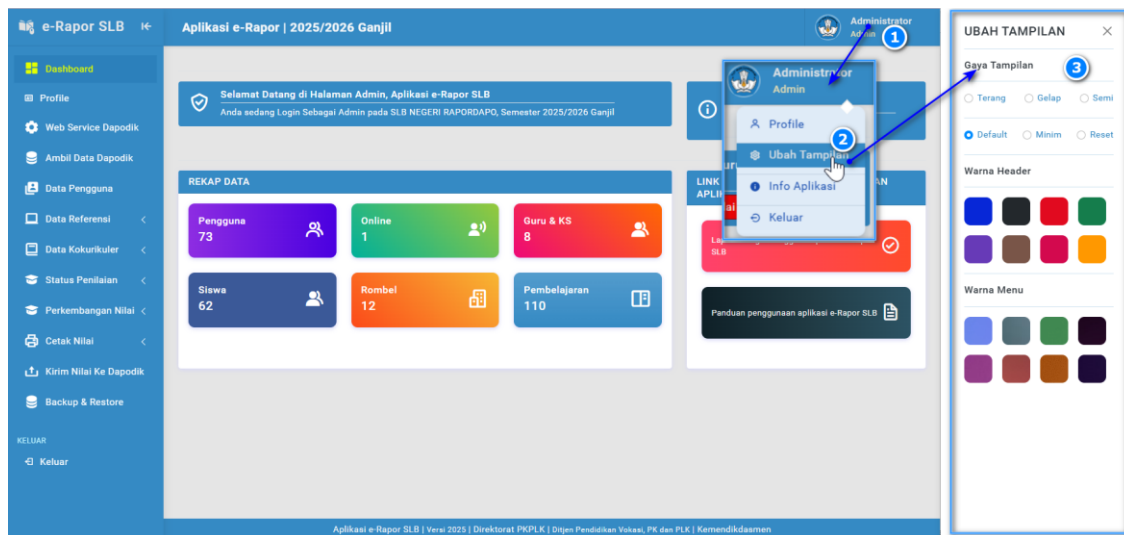 e-Rapor SLB
Aplikasi e-Rapor | 2025/2026 Ganjil
Administrator
Admin
1
Dashboard
Profile
Web Service Dapodik
Ambil Data Dapodik
Data Pengguna
Data Referensi
Data Kokurikuler
Status Penilaian
Perkembangan Nilai
Cetak Nilai
Kirim Nilai Ke Dapodik
Backup & Restore
KELUAR
Keluar
Selamat Datang di Halaman Admin, Aplikasi e-Rapor SLB
Anda sedang Login Sebagai Admin pada SLB NEGERI RAPORDAPO, Semester 2025/2026 Ganjil
REKAP DATA
Pengguna
73
Online
1
Guru & KS
8
Siswa
62
Rombel
12
Pembelajaran
110
LINK
Administrator
Admin
Profile
2
Ubah Tampilan
Info Aplikasi
Keluar
SLB
Panduan penggunaan aplikasi e-Rapor SLB
Aplikasi e-Rapor SLB | Versi 2025 | Direktorat PKPLK | Ditjen Pendidikan Vokasi, PK dan PLK | Kemendikdasmen
UBAH TAMPILAN
Gaya Tampilan
3
Terang Gelap Semi
Default Minim Reset
Warna Header
Warna Menu